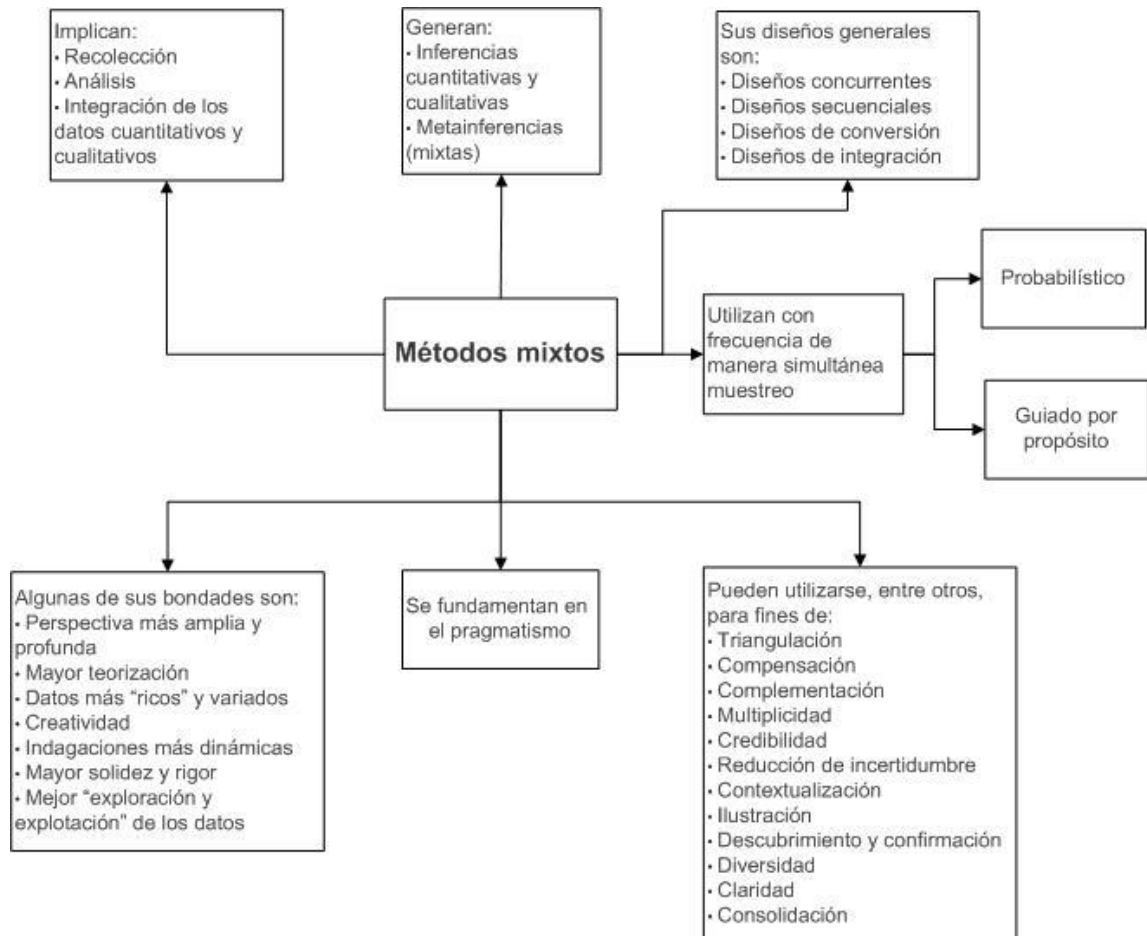 Implican:
• Recolección
• Análisis
• Integración de los
datos cuantitativos y
cualitativos
Generan:
• Inferencias
cuantitativas y
cualitativas
• Metainferencias
(mixtas)
Sus diseños generales
son:
• Diseños concurrentes
• Diseños secuenciales
• Diseños de conversión
• Diseños de integración
Métodos mixtos
Utilizan con
frecuencia de
manera simultánea
muestreo
Probabilístico
Guiado por
propósito
Algunas de sus bondades son:
• Perspectiva más amplia y
profunda
• Mayor teorización
• Datos más “ricos” y variados
• Creatividad
• Indagaciones más dinámicas
• Mayor solidez y rigor
• Mejor “exploración y
explotación” de los datos
Se fundamentan en
el pragmatismo
Pueden utilizarse, entre otros,
para fines de:
• Triangulación
• Compensación
• Complementación
• Multiplicidad
• Credibilidad
• Reducción de incertidumbre
• Contextualización
• Ilustración
• Descubrimiento y confirmación
• Diversidad
• Claridad
• Consolidación